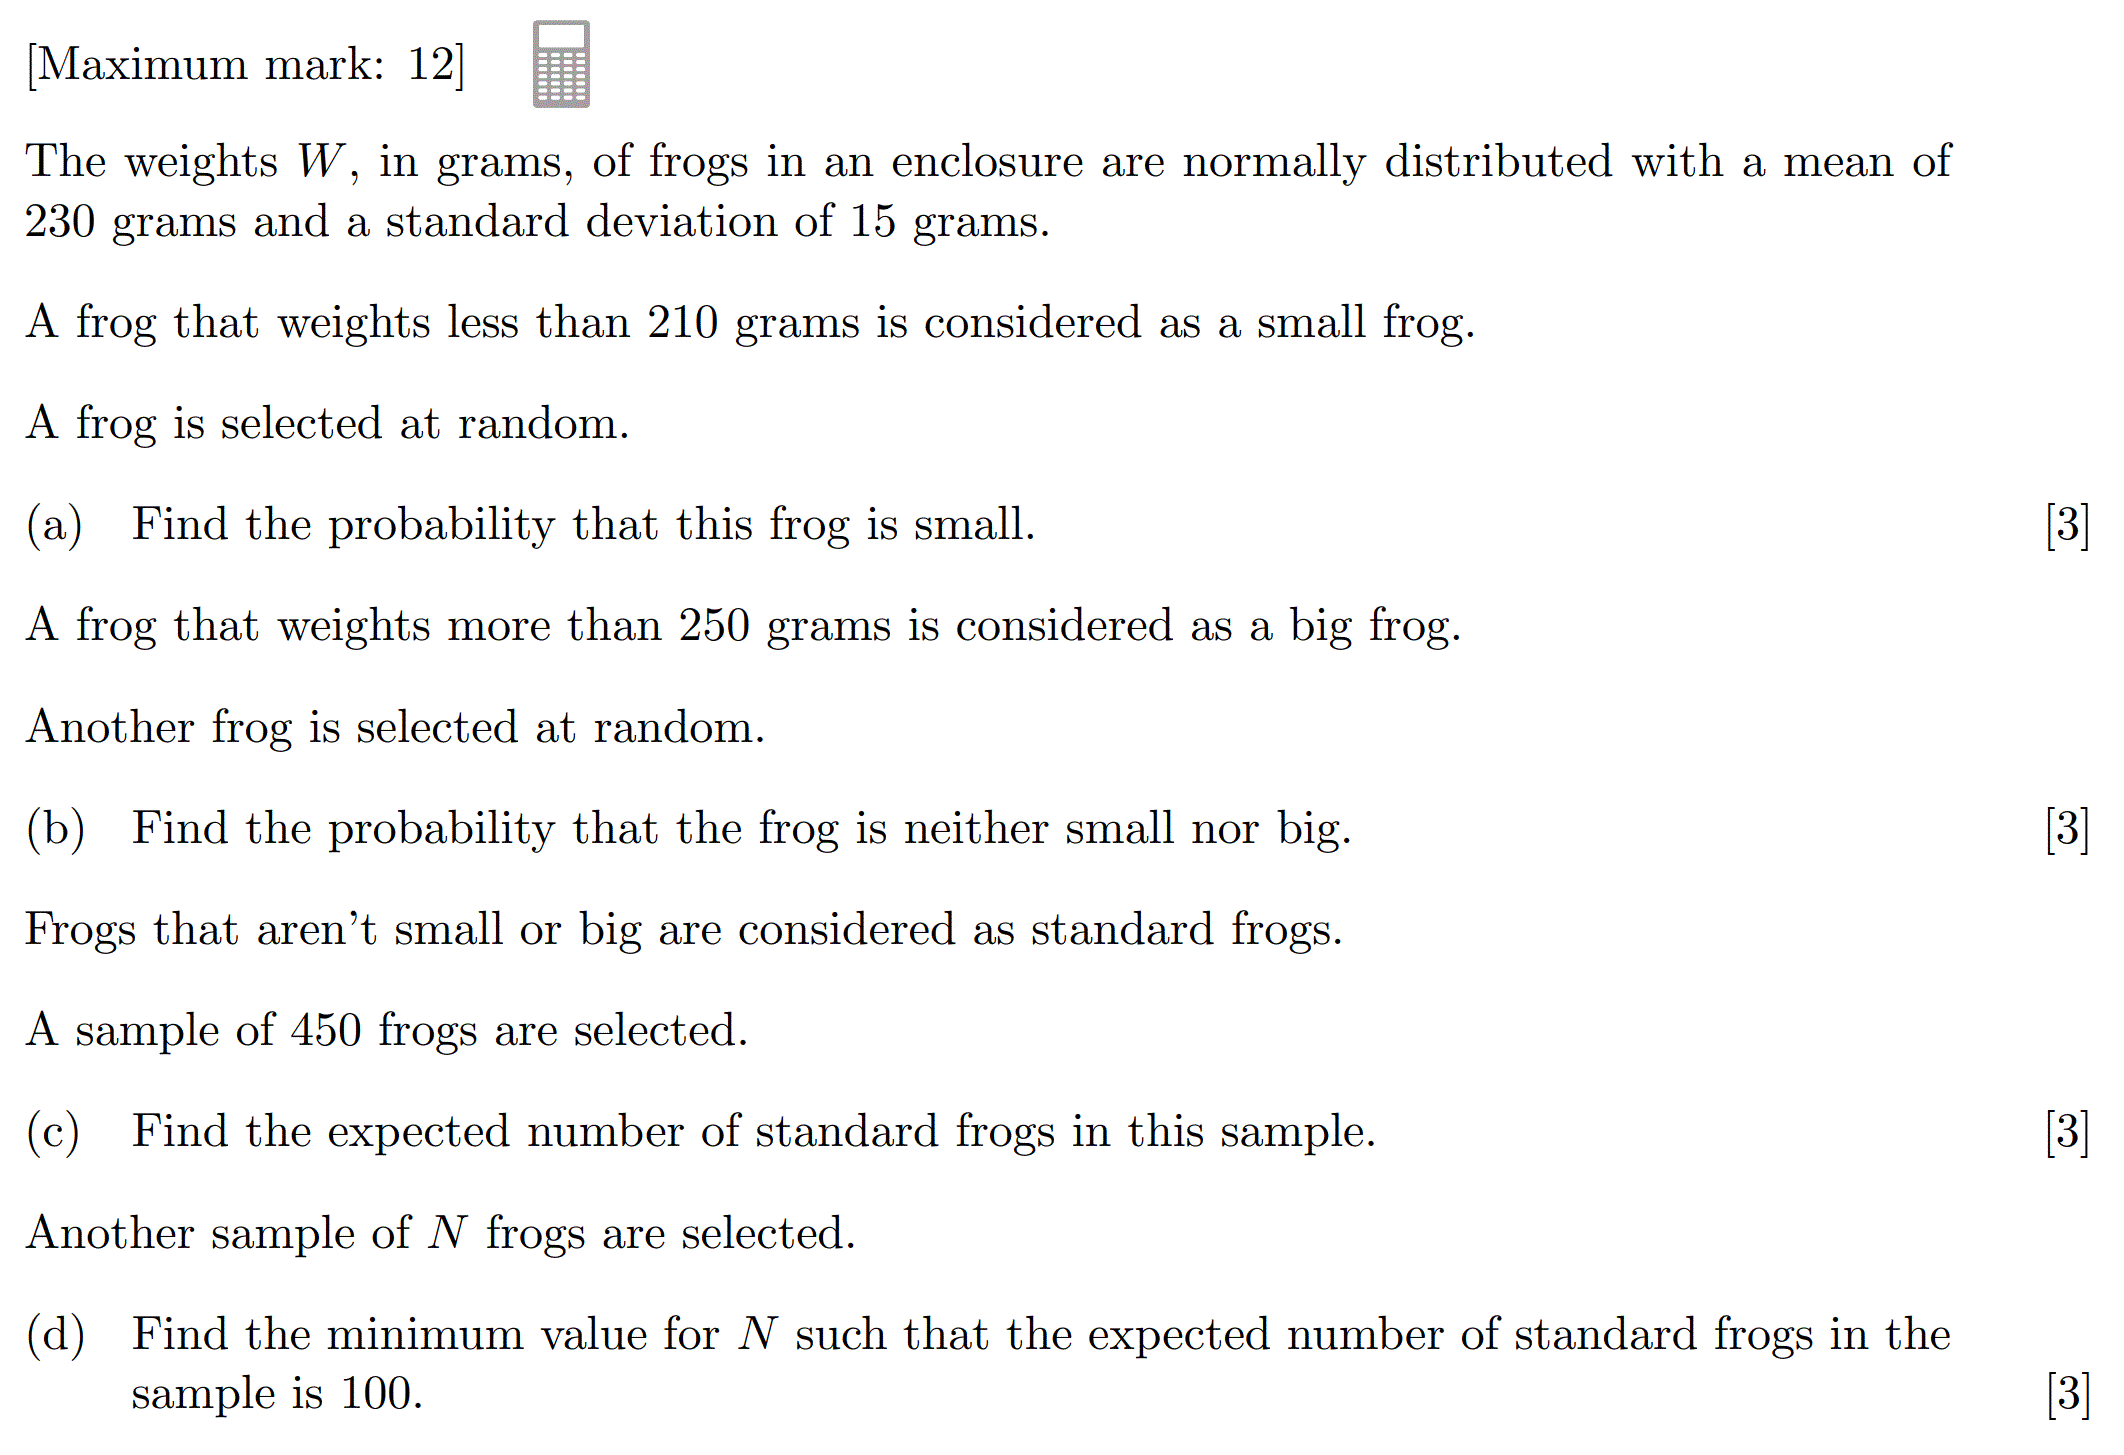 [Maximum mark: 12]
The weights W, in grams, of frogs in an enclosure are normally distributed with a mean of
230 grams and a standard deviation of 15 grams.
A frog that weights less than 210 grams is considered as a small frog.
A frog is selected at random.
(a) Find the probability that this frog is small. [3]
A frog that weights more than 250 grams is considered as a big frog.
Another frog is selected at random.
(b) Find the probability that the frog is neither small nor big. [3]
Frogs that aren't small or big are considered as standard frogs.
A sample of 450 frogs are selected.
(c) Find the expected number of standard frogs in this sample. [3]
Another sample of N frogs are selected.
(d) Find the minimum value for N such that the expected number of standard frogs in the
sample is 100. [3]